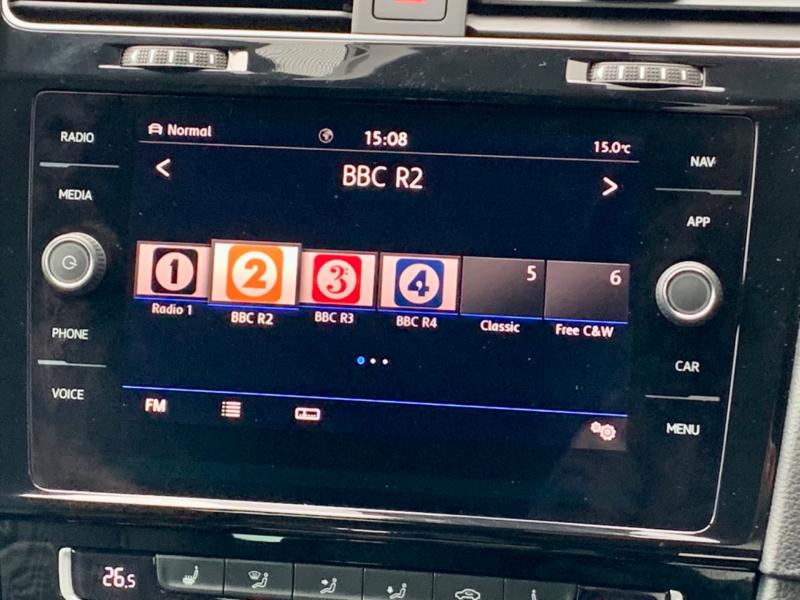 RADIO
MEDIA
PHONE
VOICE
Normal 15:08 15.0°C
< BBC R2 >
1 2 3 4 5 6
Radio 1 BBC R2 BBC R3 BBC R4 Classic Free C&W
FM
NAV
APP
CAR
MENU
26.5